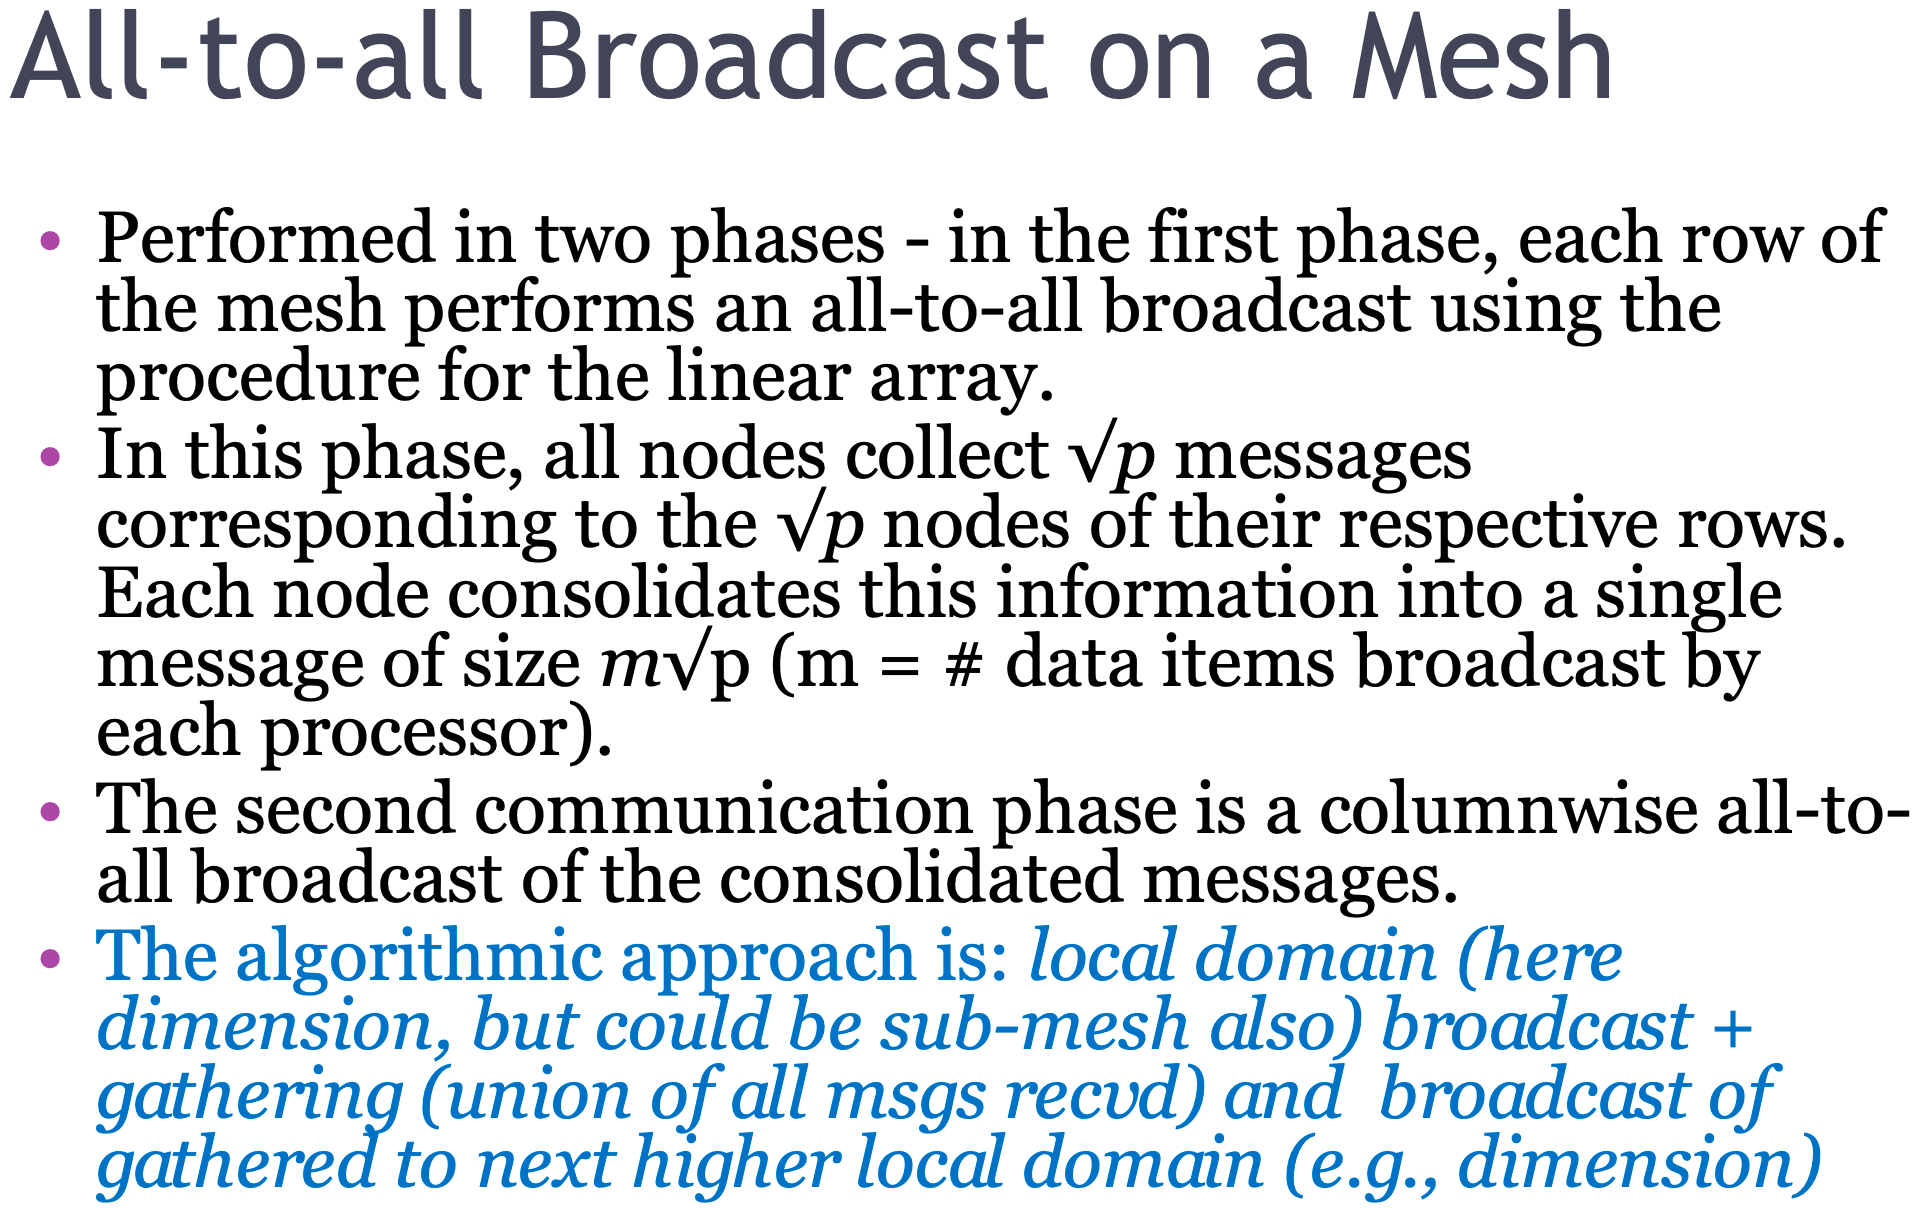 All-to-all Broadcast on a Mesh
• Performed in two phases - in the first phase, each row of
the mesh performs an all-to-all broadcast using the
procedure for the linear array.
• In this phase, all nodes collect √p messages
corresponding to the √p nodes of their respective rows.
Each node consolidates this information into a single
message of size m√p (m = # data items broadcast by
each processor).
• The second communication phase is a columnwise all-to-
all broadcast of the consolidated messages.
• The algorithmic approach is: local domain (here
dimension, but could be sub-mesh also) broadcast +
gathering (union of all msgs recvd) and  broadcast of
gathered to next higher local domain (e.g., dimension)